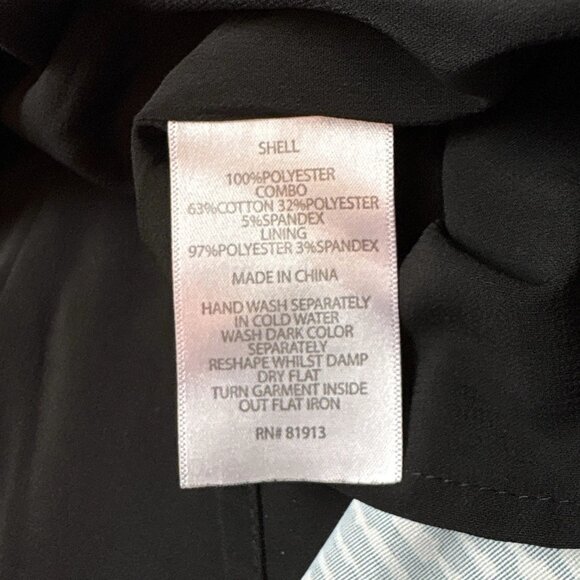 SHELL
100%POLYESTER
COMBO
63%COTTON 32%POLYESTER
5%SPANDEX
LINING
97%POLYESTER 3%SPANDEX
MADE IN CHINA
HAND WASH SEPARATELY
IN COLD WATER
WASH DARK COLOR
SEPARATELY
RESHAPE WHILST DAMP
DRY FLAT
TURN GARMENT INSIDE
OUT FLAT IRON
RN# 81913